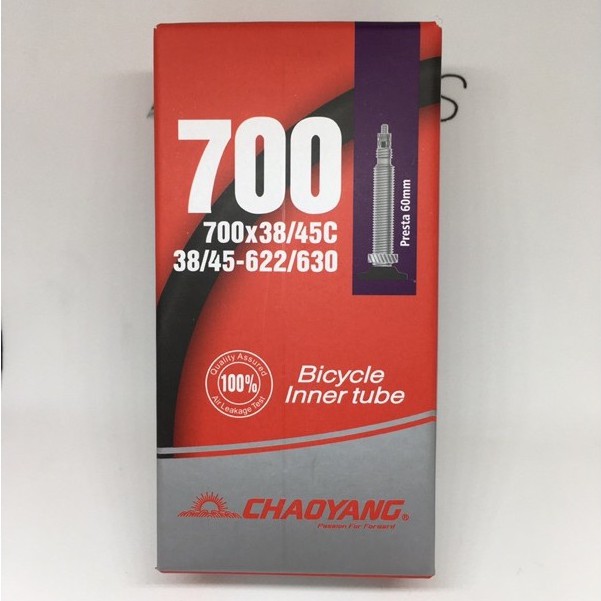 700
700x38/45C
38/45-622/630
Presta 60mm
Quality Assured
100%
Air Leakage Test
Bicycle
Inner tube
CHAOYANG®
Passion For Forward
S